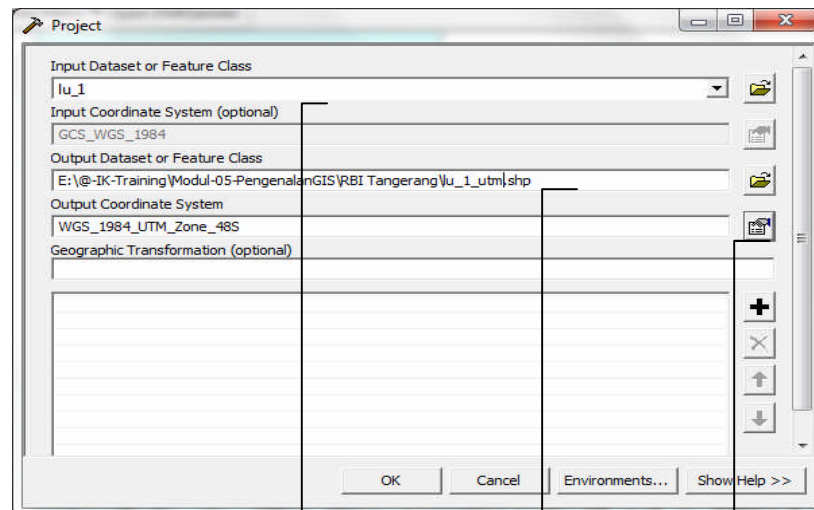 Project
Input Dataset or Feature Class
lu_1
Input Coordinate System (optional)
GCS_WGS_1984
Output Dataset or Feature Class
E:\@-IK-Training\Modul-05-PengenalanGIS\RBI Tangerang\lu_1_utm.shp
Output Coordinate System
WGS_1984_UTM_Zone_48S
Geographic Transformation (optional)
OK Cancel Environments... Show Help >>